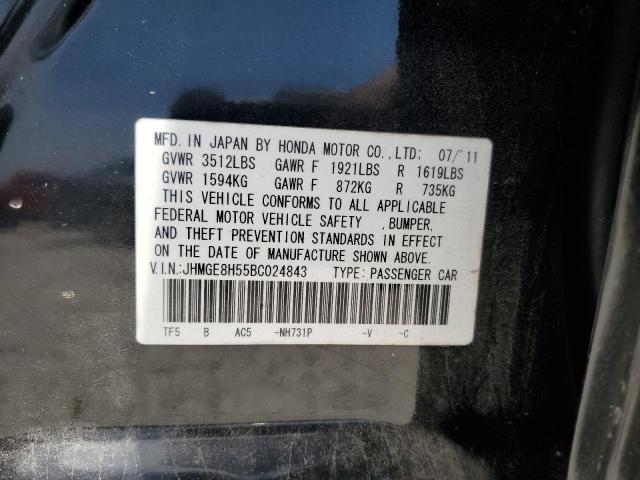 MFD. IN JAPAN BY HONDA MOTOR CO., LTD: 07/'11
GVWR 3512LBS GAWR F 1921LBS R 1619LBS
GVWR 1594KG GAWR F 872KG R 735KG
THIS VEHICLE CONFORMS TO ALL APPLICABLE
FEDERAL MOTOR VEHICLE SAFETY ,BUMPER,
AND THEFT PREVENTION STANDARDS IN EFFECT
ON THE DATE OF MANUFACTURE SHOWN ABOVE.
V.I.N.:JHMGE8H55BC024843 TYPE: PASSENGER CAR
TF5 B AC5 -NH731P -V -C